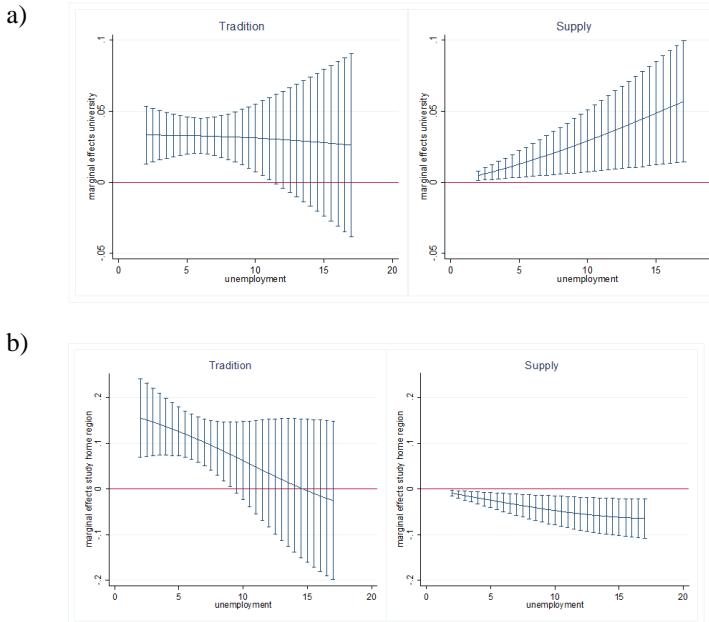 a)
Tradition
Supply
marginal effects university
-.05 0 .05 .1
0 5 10 15 20
unemployment
marginal effects university
-.05 0 .05 .1
0 5 10 15
unemployment
b)
Tradition
Supply
marginal effects study home region
-.2 -.1 0 .1 .2
0 5 10 15 20
unemployment
marginal effects study home region
-.2 -.1 0 .1 .2
0 5 10 15 20
unemployment